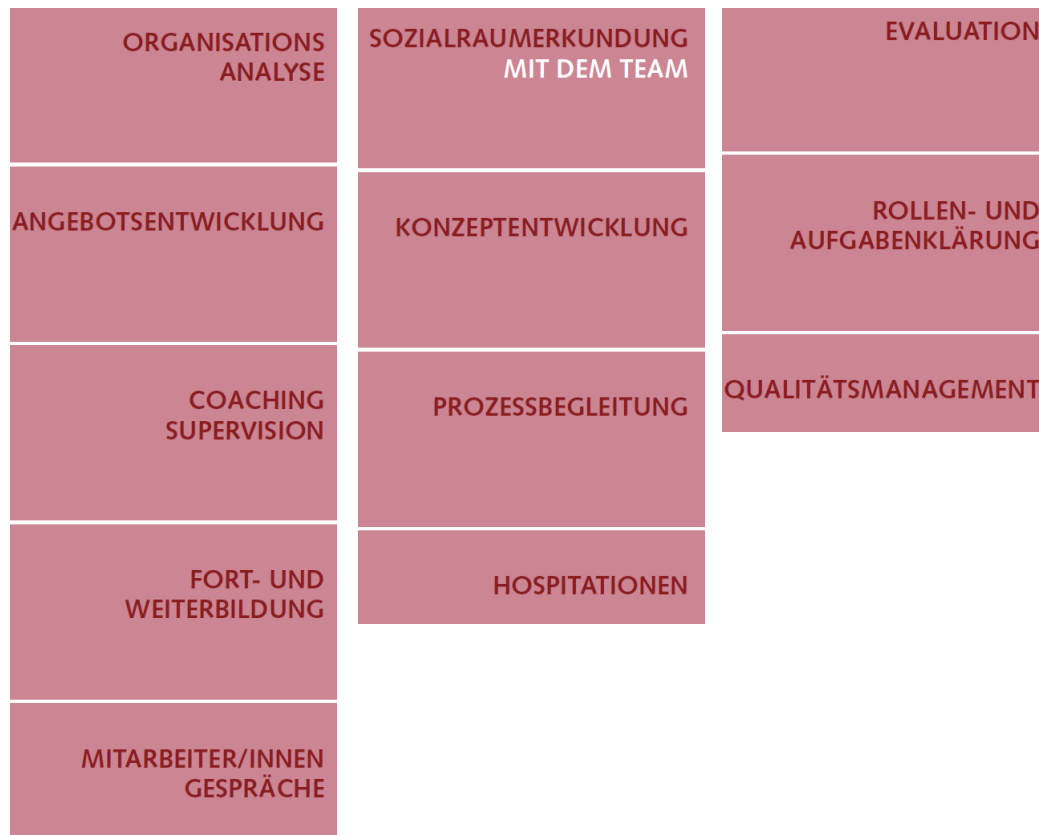 ORGANISATIONS
ANALYSE
ANGEBOTSENTWICKLUNG
COACHING
SUPERVISION
FORT- UND
WEITERBILDUNG
MITARBEITER/INNEN
GESPRÄCHE
SOZIALRAUMERKUNDUNG
MIT DEM TEAM
KONZEPTENTWICKLUNG
PROZESSBEGLEITUNG
HOSPITATIONEN
EVALUATION
ROLLEN- UND
AUFGABENKLÄRUNG
QUALITÄTSMANAGEMENT